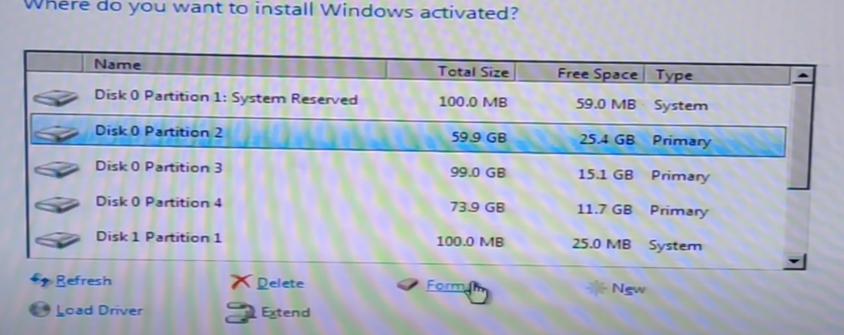 Where do you want to install Windows activated?
Name Total Size Free Space Type
Disk 0 Partition 1: System Reserved 100.0 MB 59.0 MB System
Disk 0 Partition 2 59.9 GB 25.4 GB Primary
Disk 0 Partition 3 99.0 GB 15.1 GB Primary
Disk 0 Partition 4 73.9 GB 11.7 GB Primary
Disk 1 Partition 1 100.0 MB 25.0 MB System
Refresh Delete New
Load Driver Extend